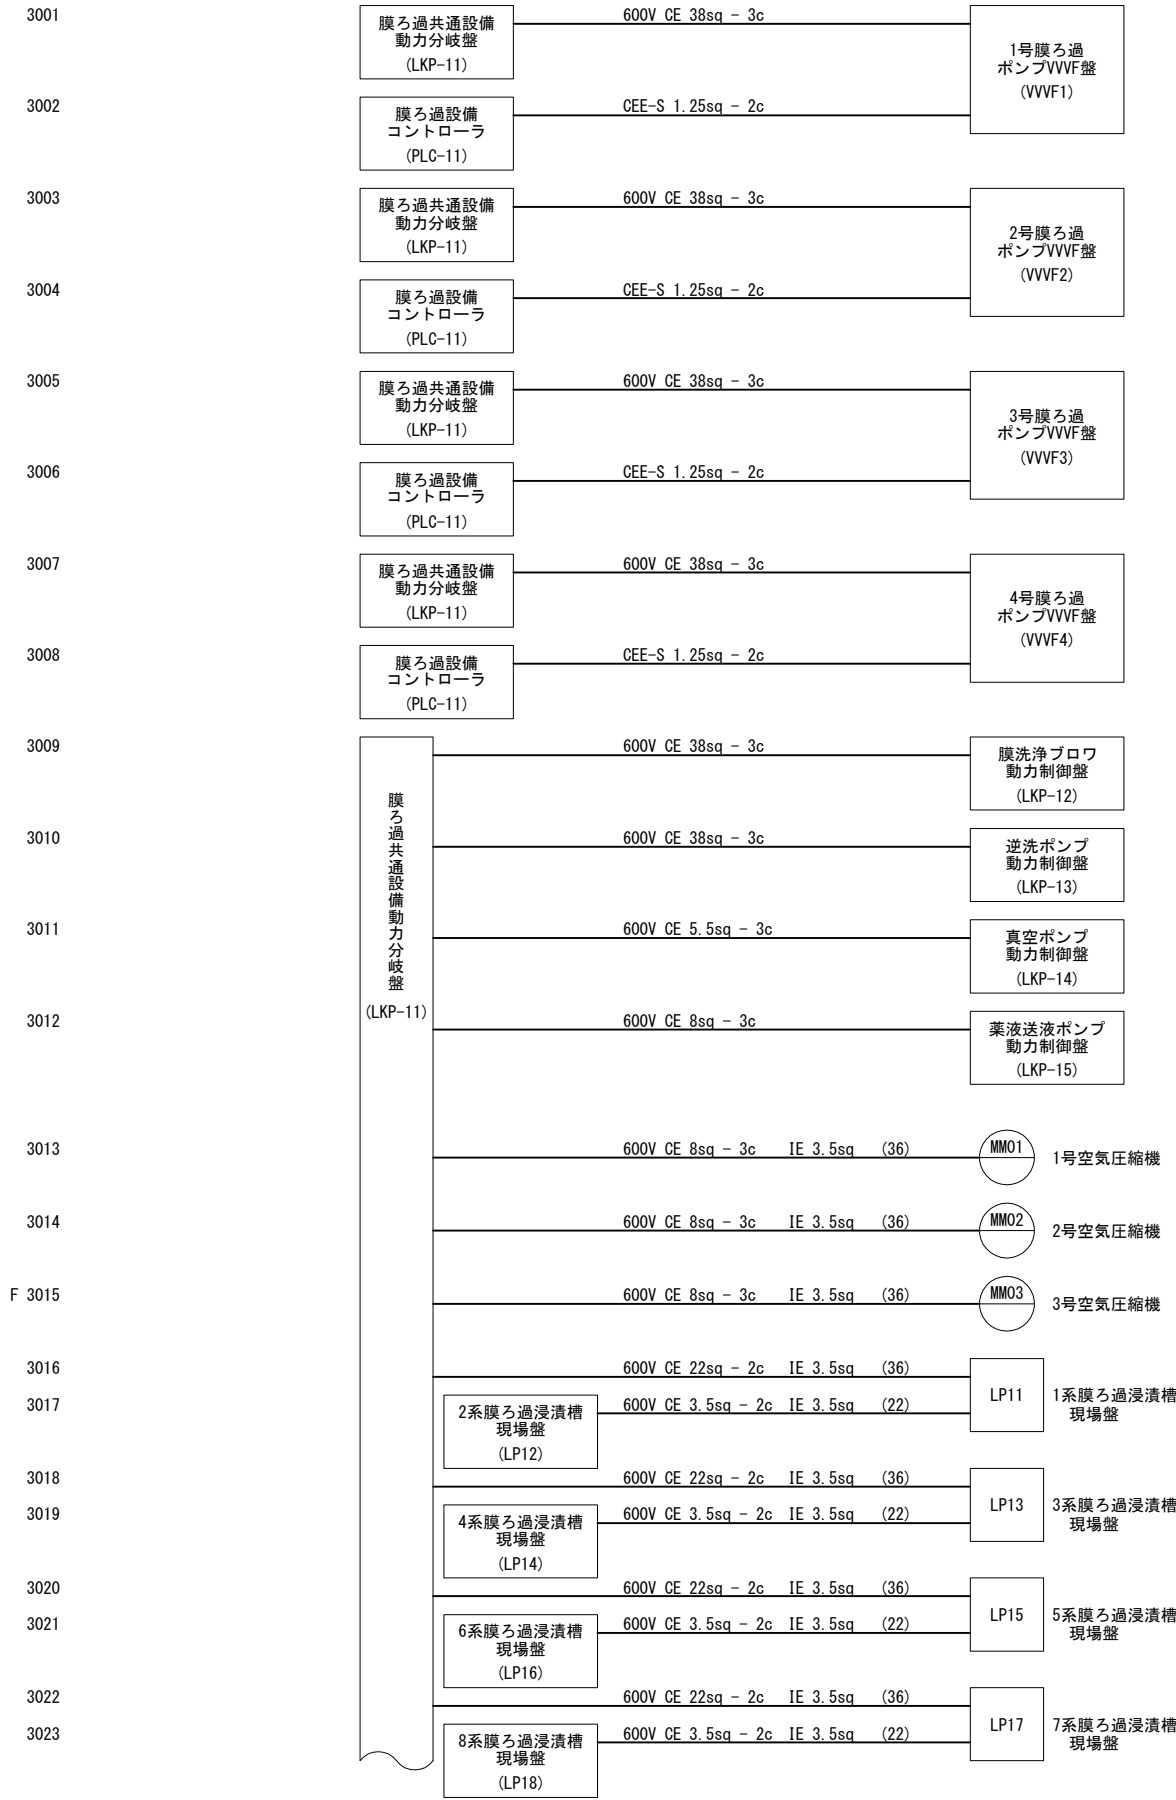 3001
膜ろ過共通設備
動力分岐盤
(LKP-11)
600V CE 38sq - 3c
1号膜ろ過
ポンプVVVF盤
(VVVF1)
3002
膜ろ過設備
コントローラ
(PLC-11)
CEE-S 1.25sq - 2c
3003
膜ろ過共通設備
動力分岐盤
(LKP-11)
600V CE 38sq - 3c
2号膜ろ過
ポンプVVVF盤
(VVVF2)
3004
膜ろ過設備
コントローラ
(PLC-11)
CEE-S 1.25sq - 2c
3005
膜ろ過共通設備
動力分岐盤
(LKP-11)
600V CE 38sq - 3c
3号膜ろ過
ポンプVVVF盤
(VVVF3)
3006
膜ろ過設備
コントローラ
(PLC-11)
CEE-S 1.25sq - 2c
3007
膜ろ過共通設備
動力分岐盤
(LKP-11)
600V CE 38sq - 3c
4号膜ろ過
ポンプVVVF盤
(VVVF4)
3008
膜ろ過設備
コントローラ
(PLC-11)
CEE-S 1.25sq - 2c
膜ろ過共通設備動力分岐盤
(LKP-11)
3009
600V CE 38sq - 3c
膜洗浄ブロワ
動力制御盤
(LKP-12)
3010
600V CE 38sq - 3c
逆洗ポンプ
動力制御盤
(LKP-13)
3011
600V CE 5.5sq - 3c
真空ポンプ
動力制御盤
(LKP-14)
3012
600V CE 8sq - 3c
薬液送液ポンプ
動力制御盤
(LKP-15)
3013
600V CE 8sq - 3c IE 3.5sq (36)
MM01
1号空気圧縮機
3014
600V CE 8sq - 3c IE 3.5sq (36)
MM02
2号空気圧縮機
F 3015
600V CE 8sq - 3c IE 3.5sq (36)
MM03
3号空気圧縮機
3016
600V CE 22sq - 2c IE 3.5sq (36)
LP11
1系膜ろ過浸漬槽
現場盤
3017
2系膜ろ過浸漬槽
現場盤
(LP12)
600V CE 3.5sq - 2c IE 3.5sq (22)
3018
600V CE 22sq - 2c IE 3.5sq (36)
LP13
3系膜ろ過浸漬槽
現場盤
3019
4系膜ろ過浸漬槽
現場盤
(LP14)
600V CE 3.5sq - 2c IE 3.5sq (22)
3020
600V CE 22sq - 2c IE 3.5sq (36)
LP15
5系膜ろ過浸漬槽
現場盤
3021
6系膜ろ過浸漬槽
現場盤
(LP16)
600V CE 3.5sq - 2c IE 3.5sq (22)
3022
600V CE 22sq - 2c IE 3.5sq (36)
LP17
7系膜ろ過浸漬槽
現場盤
3023
8系膜ろ過浸漬槽
現場盤
(LP18)
600V CE 3.5sq - 2c IE 3.5sq (22)